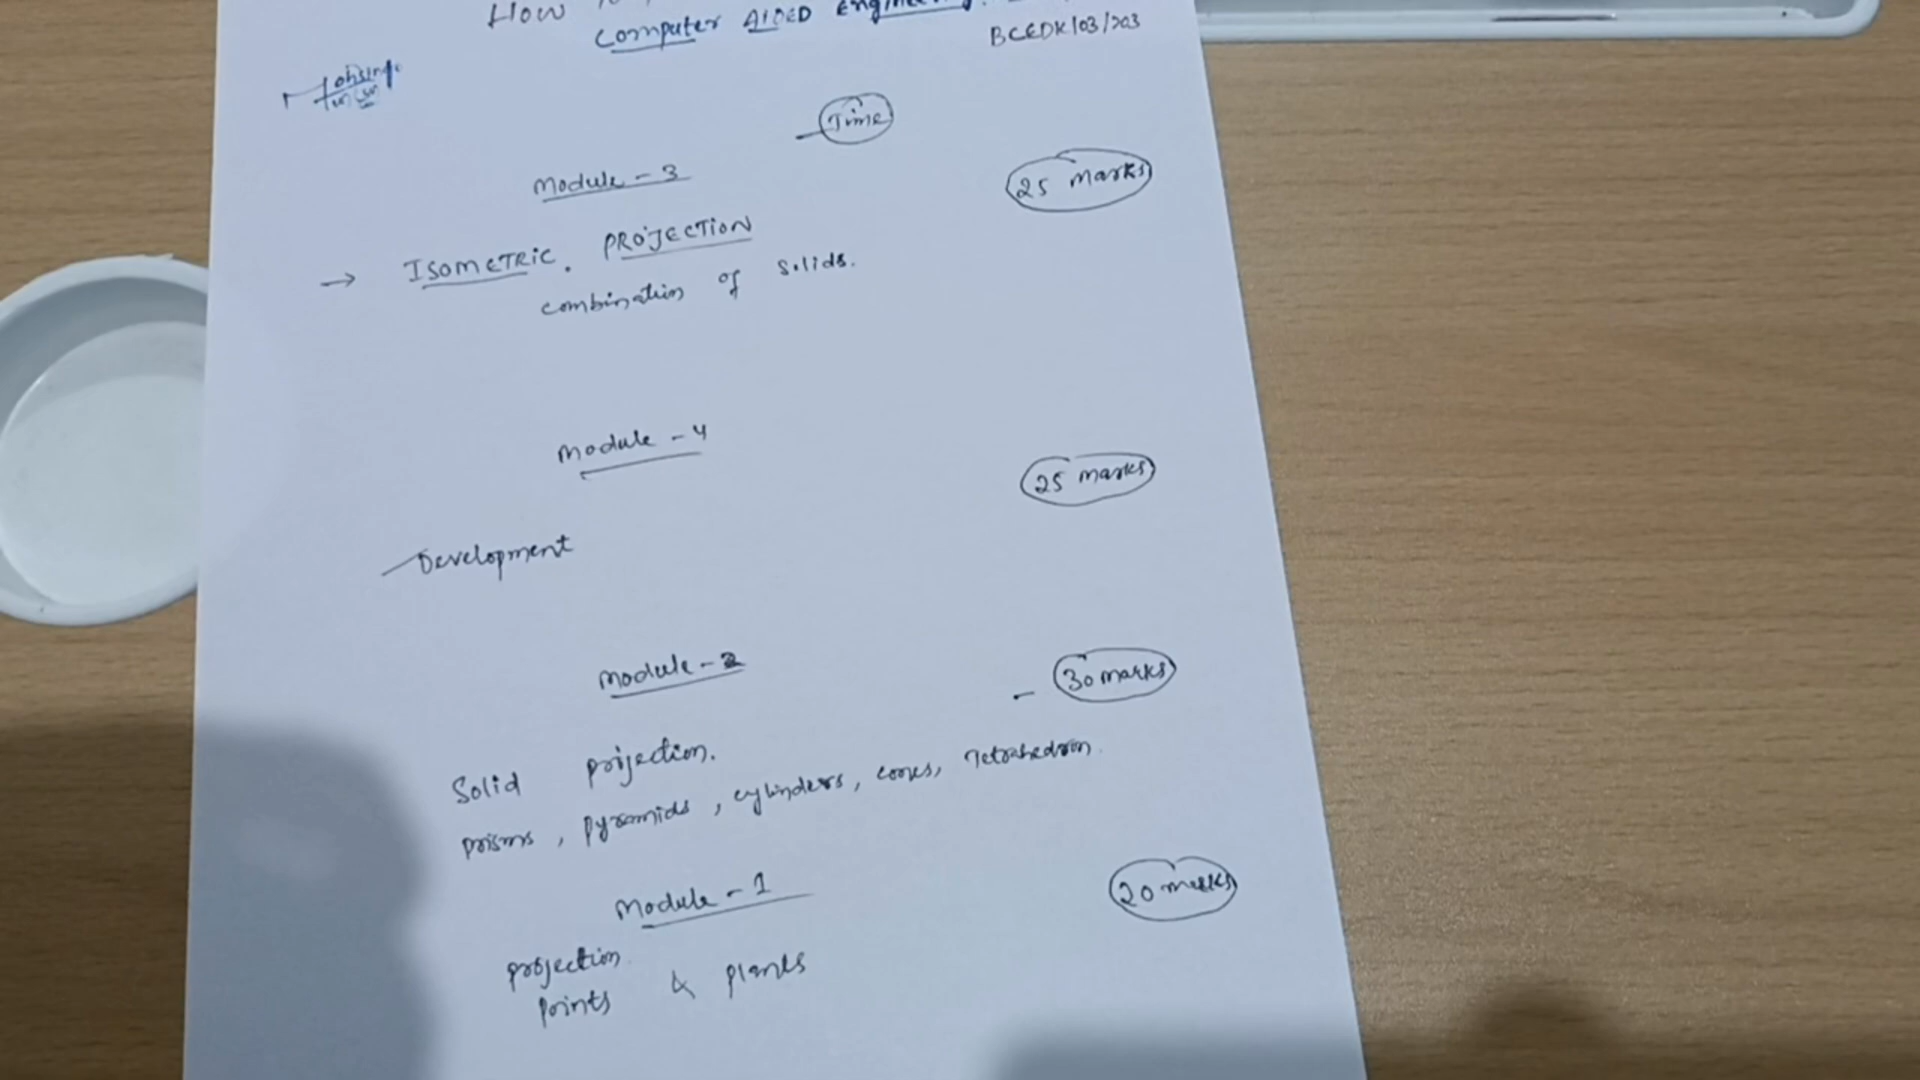 How
Computer AIDED Engineering
BCEDK103/203
Time
Module - 3
25 marks
→ ISOMETRIC PROJECTION
combination of solids.
Module - 4
25 marks
Development
Module - 2
- 30 marks
Solid projection.
prisms, pyramids, cylinders, cones, Tetrahedron.
Module - 1
20 marks
projection
points & planes